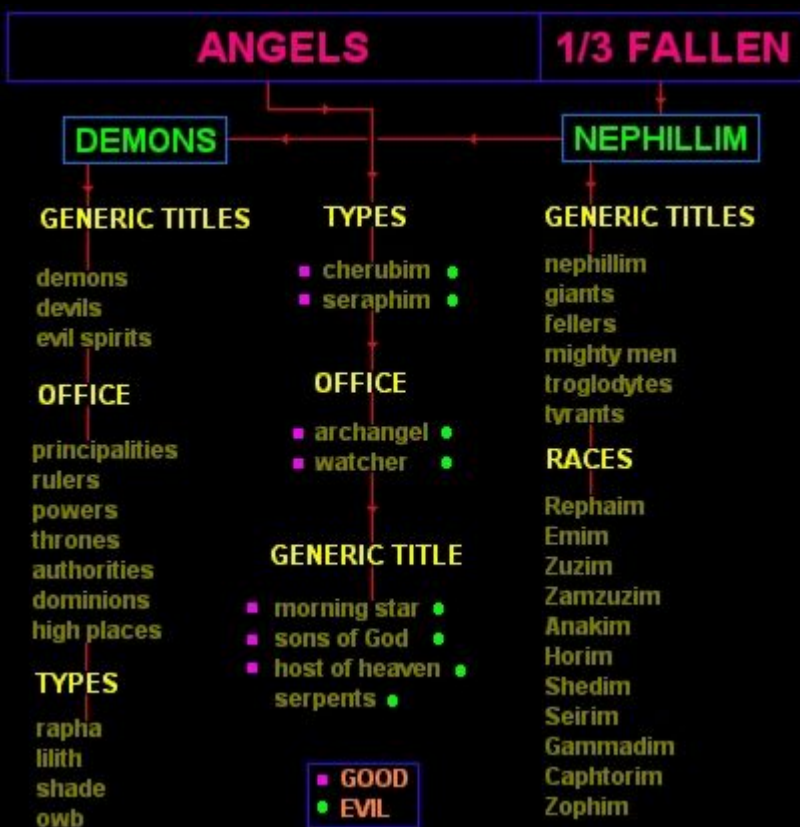 ANGELS
1/3 FALLEN
DEMONS
GENERIC TITLES
demons
devils
evil spirits
OFFICE
principalities
rulers
powers
thrones
authorities
dominions
high places
TYPES
rapha
lilith
shade
owb
TYPES
cherubim
seraphim
OFFICE
archangel
watcher
GENERIC TITLE
morning star
sons of God
host of heaven
serpents
GOOD
EVIL
NEPHILLIM
GENERIC TITLES
nephillim
giants
fellers
mighty men
troglodytes
tyrants
RACES
Rephaim
Emim
Zuzim
Zamzuzim
Anakim
Horim
Shedim
Seirim
Gammadim
Caphtorim
Zophim